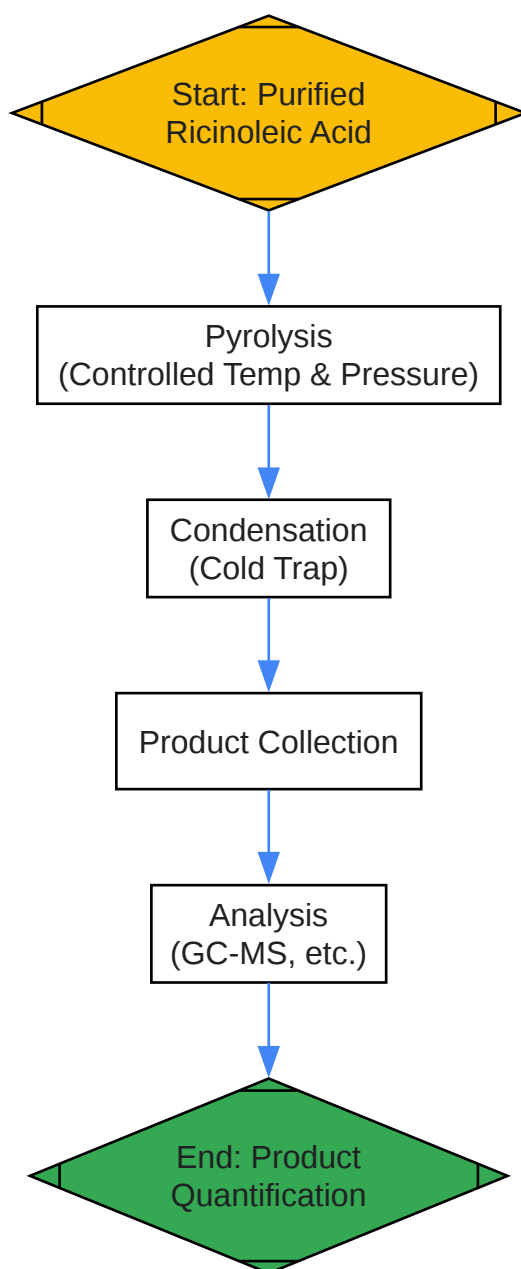 Start: Purified
Ricinoleic Acid
Pyrolysis
(Controlled Temp & Pressure)
Condensation
(Cold Trap)
Product Collection
Analysis
(GC-MS, etc.)
End: Product
Quantification